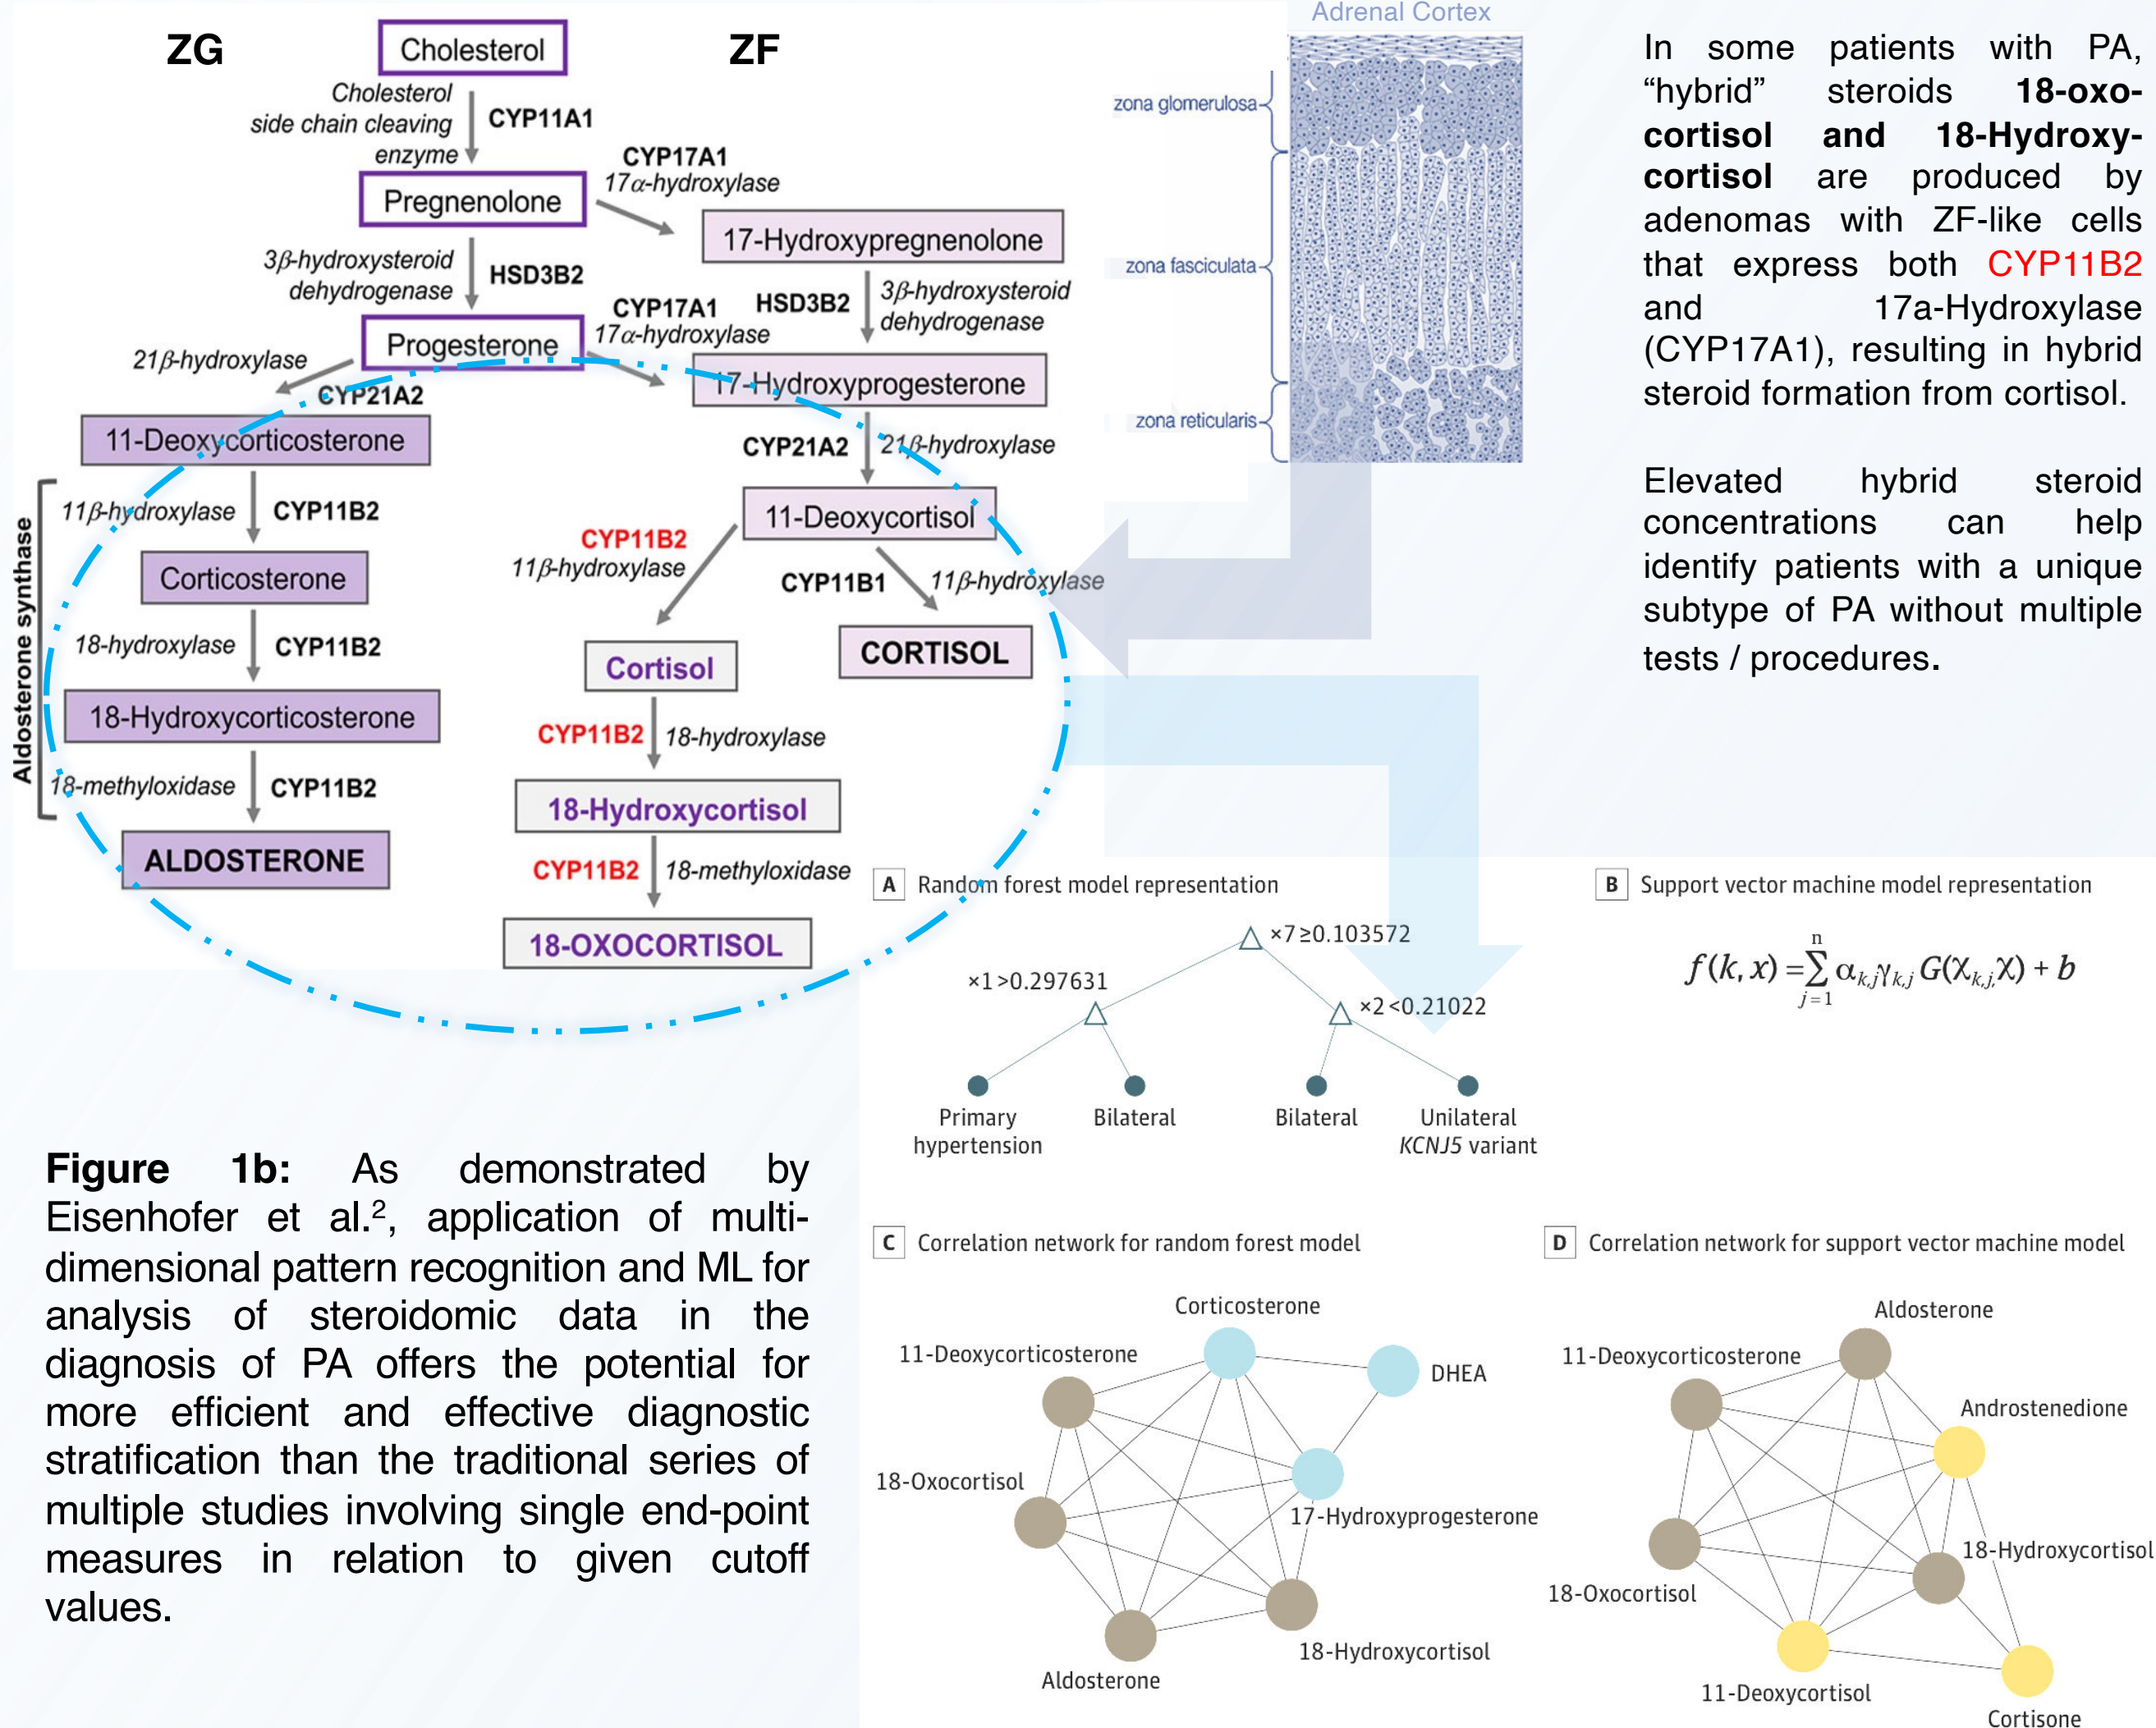 ZG
ZF
Cholesterol
Cholesterol
side chain cleaving
enzyme
CYP11A1
CYP17A1
17α-hydroxylase
Pregnenolone
17-Hydroxypregnenolone
3β-hydroxysteroid
dehydrogenase
HSD3B2
CYP17A1
17α-hydroxylase
HSD3B2
3β-hydroxysteroid
dehydrogenase
Progesterone
21β-hydroxylase
CYP21A2
17-Hydroxyprogesterone
11-Deoxycorticosterone
CYP21A2
21β-hydroxylase
Aldosterone synthase
11β-hydroxylase
CYP11B2
11-Deoxycortisol
CYP11B2
11β-hydroxylase
CYP11B1
11β-hydroxylase
Corticosterone
18-hydroxylase
CYP11B2
Cortisol
CORTISOL
18-Hydroxycorticosterone
CYP11B2
18-hydroxylase
18-methyloxidase
CYP11B2
18-Hydroxycortisol
ALDOSTERONE
CYP11B2
18-methyloxidase
18-OXOCORTISOL
Adrenal Cortex
zona glomerulosa
zona fasciculata
zona reticularis
In some patients with PA,
“hybrid” steroids 18-oxo-
cortisol and 18-Hydroxy-
cortisol are produced by
adenomas with ZF-like cells
that express both CYP11B2
and 17a-Hydroxylase
(CYP17A1), resulting in hybrid
steroid formation from cortisol.
Elevated hybrid steroid
concentrations can help
identify patients with a unique
subtype of PA without multiple
tests / procedures.
A Random forest model representation
×7≥0.103572
×1>0.297631
×2<0.21022
Primary
hypertension
Bilateral
Bilateral
Unilateral
KCNJ5 variant
B Support vector machine model representation
f(k, x) = n∑j=1 αk,jγk,j G(χk,j,χ) + b
Figure 1b: As demonstrated by
Eisenhofer et al.², application of multi-
dimensional pattern recognition and ML for
analysis of steroidomic data in the
diagnosis of PA offers the potential for
more efficient and effective diagnostic
stratification than the traditional series of
multiple studies involving single end-point
measures in relation to given cutoff
values.
C Correlation network for random forest model
Corticosterone
11-Deoxycorticosterone
DHEA
18-Oxocortisol
17-Hydroxyprogesterone
18-Hydroxycortisol
Aldosterone
D Correlation network for support vector machine model
Aldosterone
11-Deoxycorticosterone
Androstenedione
18-Hydroxycortisol
18-Oxocortisol
11-Deoxycortisol
Cortisone